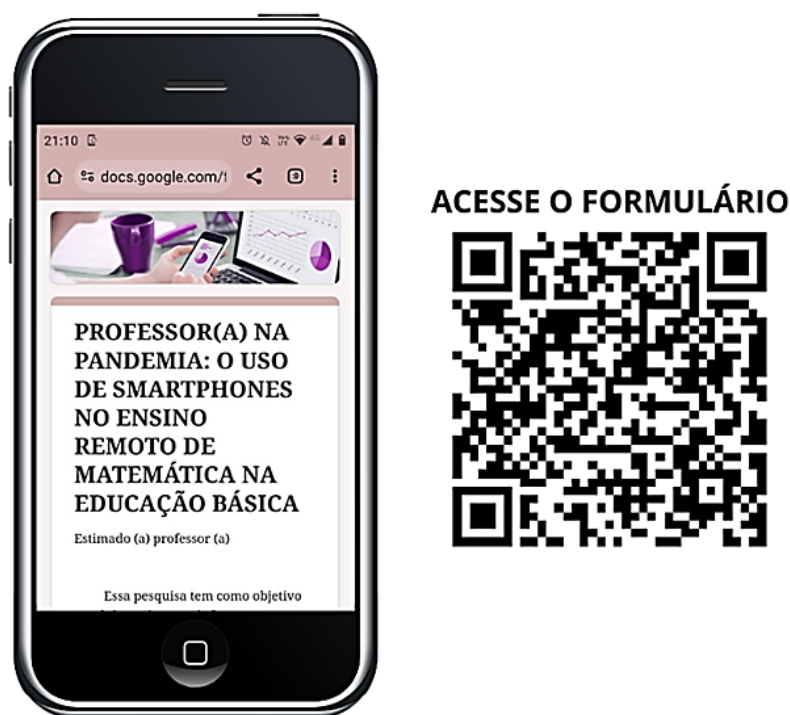 21:10
docs.google.com/f
PROFESSOR(A) NA
PANDEMIA: O USO
DE SMARTPHONES
NO ENSINO
REMOTO DE
MATEMÁTICA NA
EDUCAÇÃO BÁSICA
Estimado (a) professor (a)
Essa pesquisa tem como objetivo
ACESSE O FORMULÁRIO